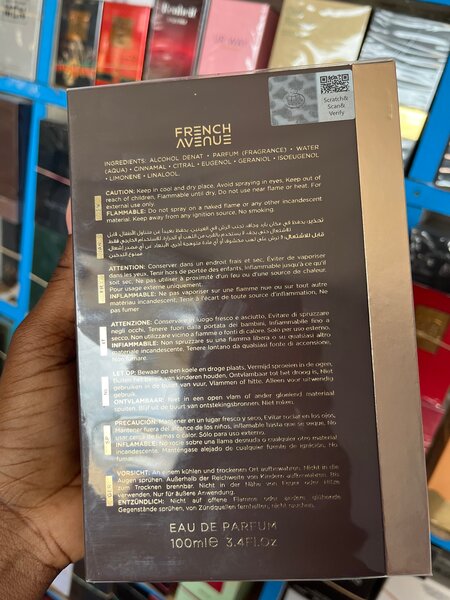 Scratch&
Scan&
Verify
FRENCH
AVENUE
INGREDIENTS: ALCOHOL DENAT • PARFUM (FRAGRANCE) • WATER
(AQUA) • CINNAMAL • CITRAL • EUGENOL • GERANIOL • ISOEUGENOL
• LIMONENE • LINALOOL.
CAUTION: Keep in cool and dry place. Avoid spraying in eyes. Keep out of
reach of children. Flammable until dry. Do not use near flame or heat. For
external use only.
FLAMMABLE: Do not spray on a naked flame or any other incandescent
material. Keep away from any ignition source. No smoking.
ATTENTION: Conserver dans un endroit frais et sec. Éviter de vaporiser
dans les yeux. Tenir hors de portée des enfants. Inflammable jusqu'à ce qu'il
soit sec. Ne pas utiliser à proximité d'un feu ou d'une source de chaleur.
Pour usage externe uniquement.
INFLAMMABLE: Ne pas vaporiser sur une flamme nue ou sur tout
matériau incandescent. Tenir à l'écart de toute source d'inflammation,
ne pas fumer
ATTENZIONE: Conservare in luogo fresco e asciutto. Evitare di spruzzare
negli occhi. Tenere fuori dalla portata dei bambini. Infiammabile fino a
secco. Non utilizzare vicino a fiamme o fonti di calore. Solo per uso esterno.
INFIAMMABILE: Non spruzzare su una fiamma libera o su qualsiasi altro
materiale incandescente. Tenere lontano da qualsiasi fonte di accensione,
non fumare.
LET OP: Bewaar op een koele en droge plaats, Vermijd sproeien in de ogen,
Buiten het bereik van kinderen houden, Ontvlambaar tot het droog is, Niet
gebruiken in de buurt van vuur, Vlammen of hitte. Alleen voor uitwendig
gebruik.
ONTVLAMBAAR: Niet in een open vlam of ander gloeiend materiaal
spuiten. Blijf uit de buurt van ontstekingsbronnen. Niet roken.
PRECAUCIÓN: Mantener en un lugar fresco y seco, Evitar rociar en los ojos,
Mantener fuera del alcance de los niños, inflamable hasta que se seque. No
usar cerca de llamas o calor. Sólo para uso externo.
INFLAMABLE: No rocíe sobre una llama desnuda o cualquier otro material
incandescente. Manténgase alejado de cualquier fuente de ignición. No
fumar.
VORSICHT: An einem kühlen und trockenen Ort aufbewahren. Nicht in die
Augen sprühen. Außerhalb der Reichweite von Kindern aufbewahren. Bis
zum Trocknen brennbar. Nicht in der Nähe von Feuer oder Hitze
verwenden. Nur für äußere Anwendung.
ENTZÜNDLICH: Nicht auf offene Flammen oder andere glühende
Gegenstände sprühen, von Zündquellen fernhalten, nicht rauchen.
EAU DE PARFUM
100ml e 3.4FL.Oz